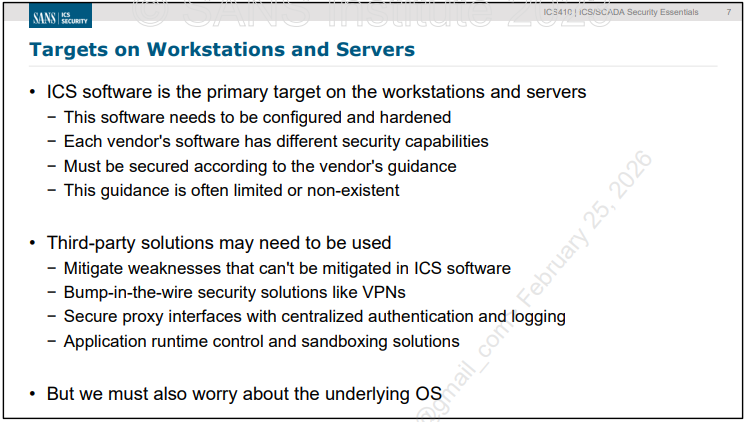 © SANS Institute 2026
SANS | ICS SECURITY
ICS410 | ICS/SCADA Security Essentials 7
Targets on Workstations and Servers
• ICS software is the primary target on the workstations and servers
− This software needs to be configured and hardened
− Each vendor's software has different security capabilities
− Must be secured according to the vendor's guidance
− This guidance is often limited or non-existent
• Third-party solutions may need to be used
− Mitigate weaknesses that can't be mitigated in ICS software
− Bump-in-the-wire security solutions like VPNs
− Secure proxy interfaces with centralized authentication and logging
− Application runtime control and sandboxing solutions
• But we must also worry about the underlying OS
@gmail_com February 25, 2026